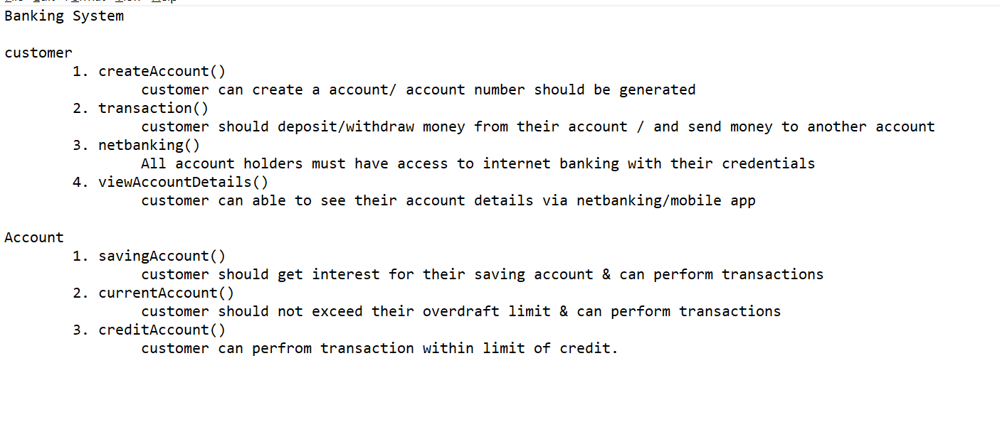 Banking System
customer
1. createAccount()
customer can create a account/ account number should be generated
2. transaction()
customer should deposit/withdraw money from their account / and send money to another account
3. netbanking()
All account holders must have access to internet banking with their credentials
4. viewAccountDetails()
customer can able to see their account details via netbanking/mobile app
Account
1. savingAccount()
customer should get interest for their saving account & can perform transactions
2. currentAccount()
customer should not exceed their overdraft limit & can perform transactions
3. creditAccount()
customer can perfrom transaction within limit of credit.